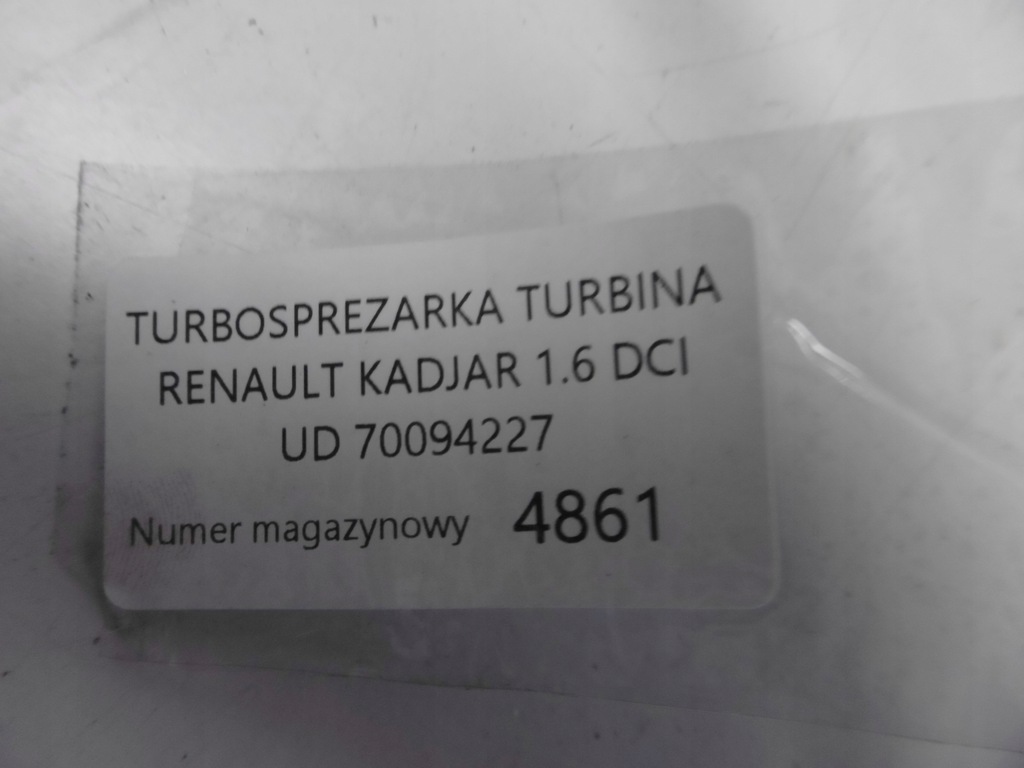 TURBOSPREZARKA TURBINA
RENAULT KADJAR 1.6 DCI
UD 70094227
Numer magazynowy 4861